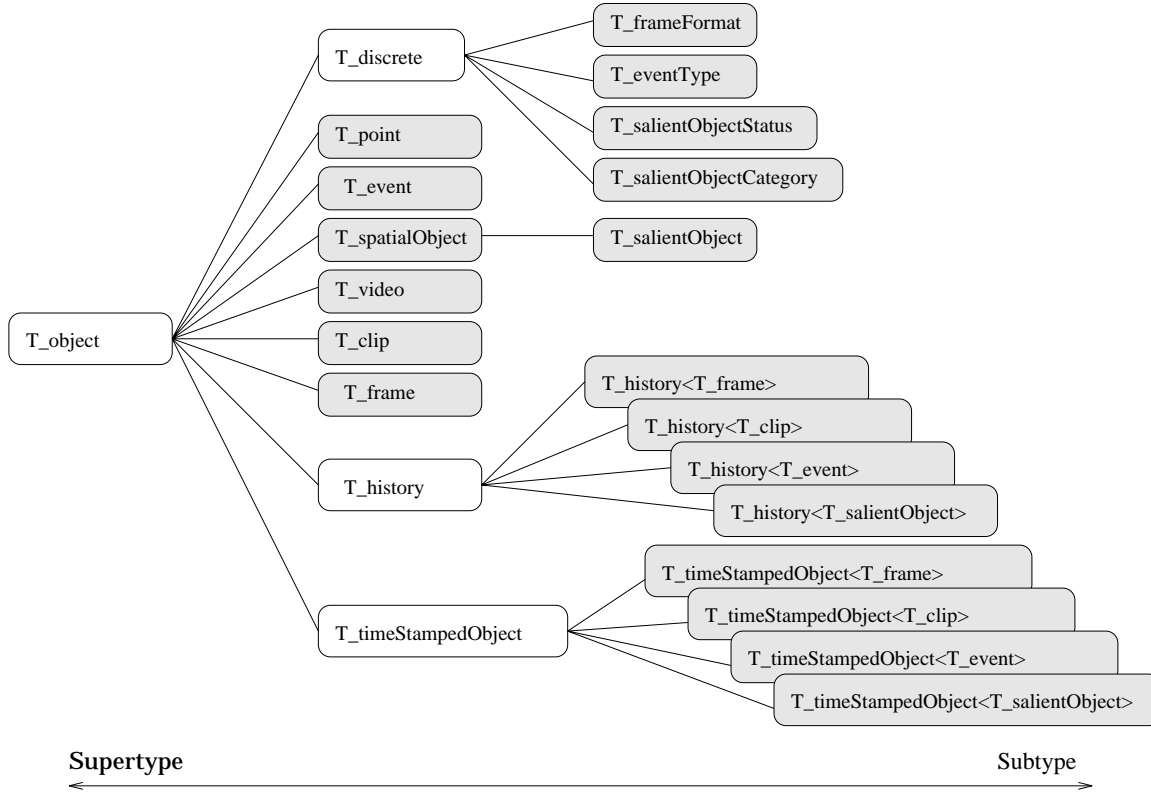 T_frameFormat
T_discrete
T_eventType
T_salientObjectStatus
T_point
T_salientObjectCategory
T_event
T_spatialObject
T_salientObject
T_video
T_object
T_clip
T_frame
T_history<T_frame>
T_history<T_clip>
T_history<T_event>
T_history
T_history<T_salientObject>
T_timeStampedObject<T_frame>
T_timeStampedObject<T_clip>
T_timeStampedObject
T_timeStampedObject<T_event>
T_timeStampedObject<T_salientObject>
Supertype
Subtype